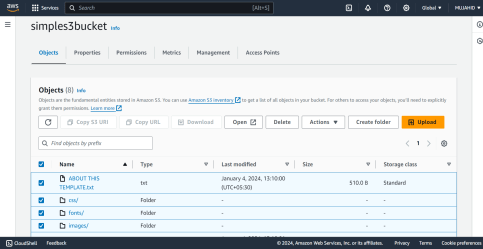 aws
Services
Search
[Alt+S]
Global
MUJAHID
simples3bucket Info
Objects
Properties
Permissions
Metrics
Management
Access Points
Objects (8) Info
Objects are the fundamental entities stored in Amazon S3. You can use Amazon S3 inventory to get a list of all objects in your bucket. For others to access your objects, you'll need to explicitly
grant them permissions. Learn more
Copy S3 URI
Copy URL
Download
Open
Delete
Actions
Create folder
Upload
Find objects by prefix
1
Name
Type
Last modified
Size
Storage class
ABOUT THIS
TEMPLATE.txt
txt
January 4, 2024, 13:10:00
(UTC+05:30)
510.0 B
Standard
css/
Folder
-
-
-
fonts/
Folder
-
-
-
images/
Folder
-
-
-
CloudShell
Feedback
© 2024, Amazon Web Services, Inc. or its affiliates.
Privacy
Terms
Cookie preferences